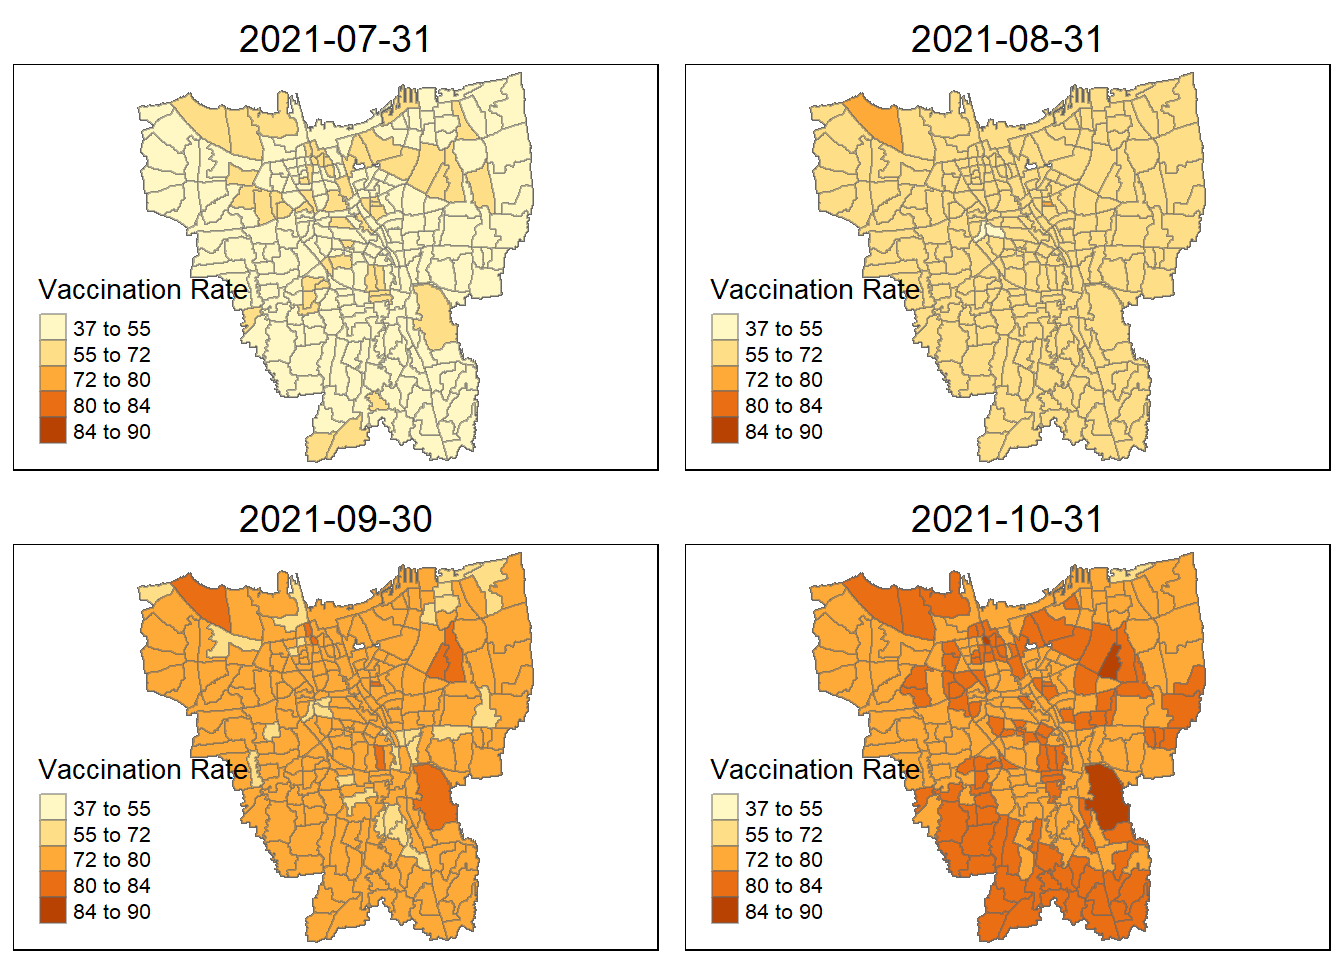 2021-07-31
Vaccination Rate
37 to 55
55 to 72
72 to 80
80 to 84
84 to 90
2021-08-31
Vaccination Rate
37 to 55
55 to 72
72 to 80
80 to 84
84 to 90
2021-09-30
Vaccination Rate
37 to 55
55 to 72
72 to 80
80 to 84
84 to 90
2021-10-31
Vaccination Rate
37 to 55
55 to 72
72 to 80
80 to 84
84 to 90